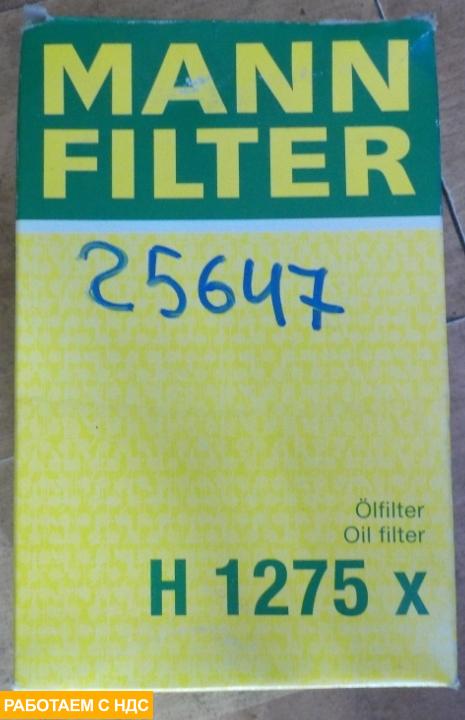 MANN
FILTER
25647
Ölfilter
Oil filter
H 1275 x
РАБОТАЕМ С НДС